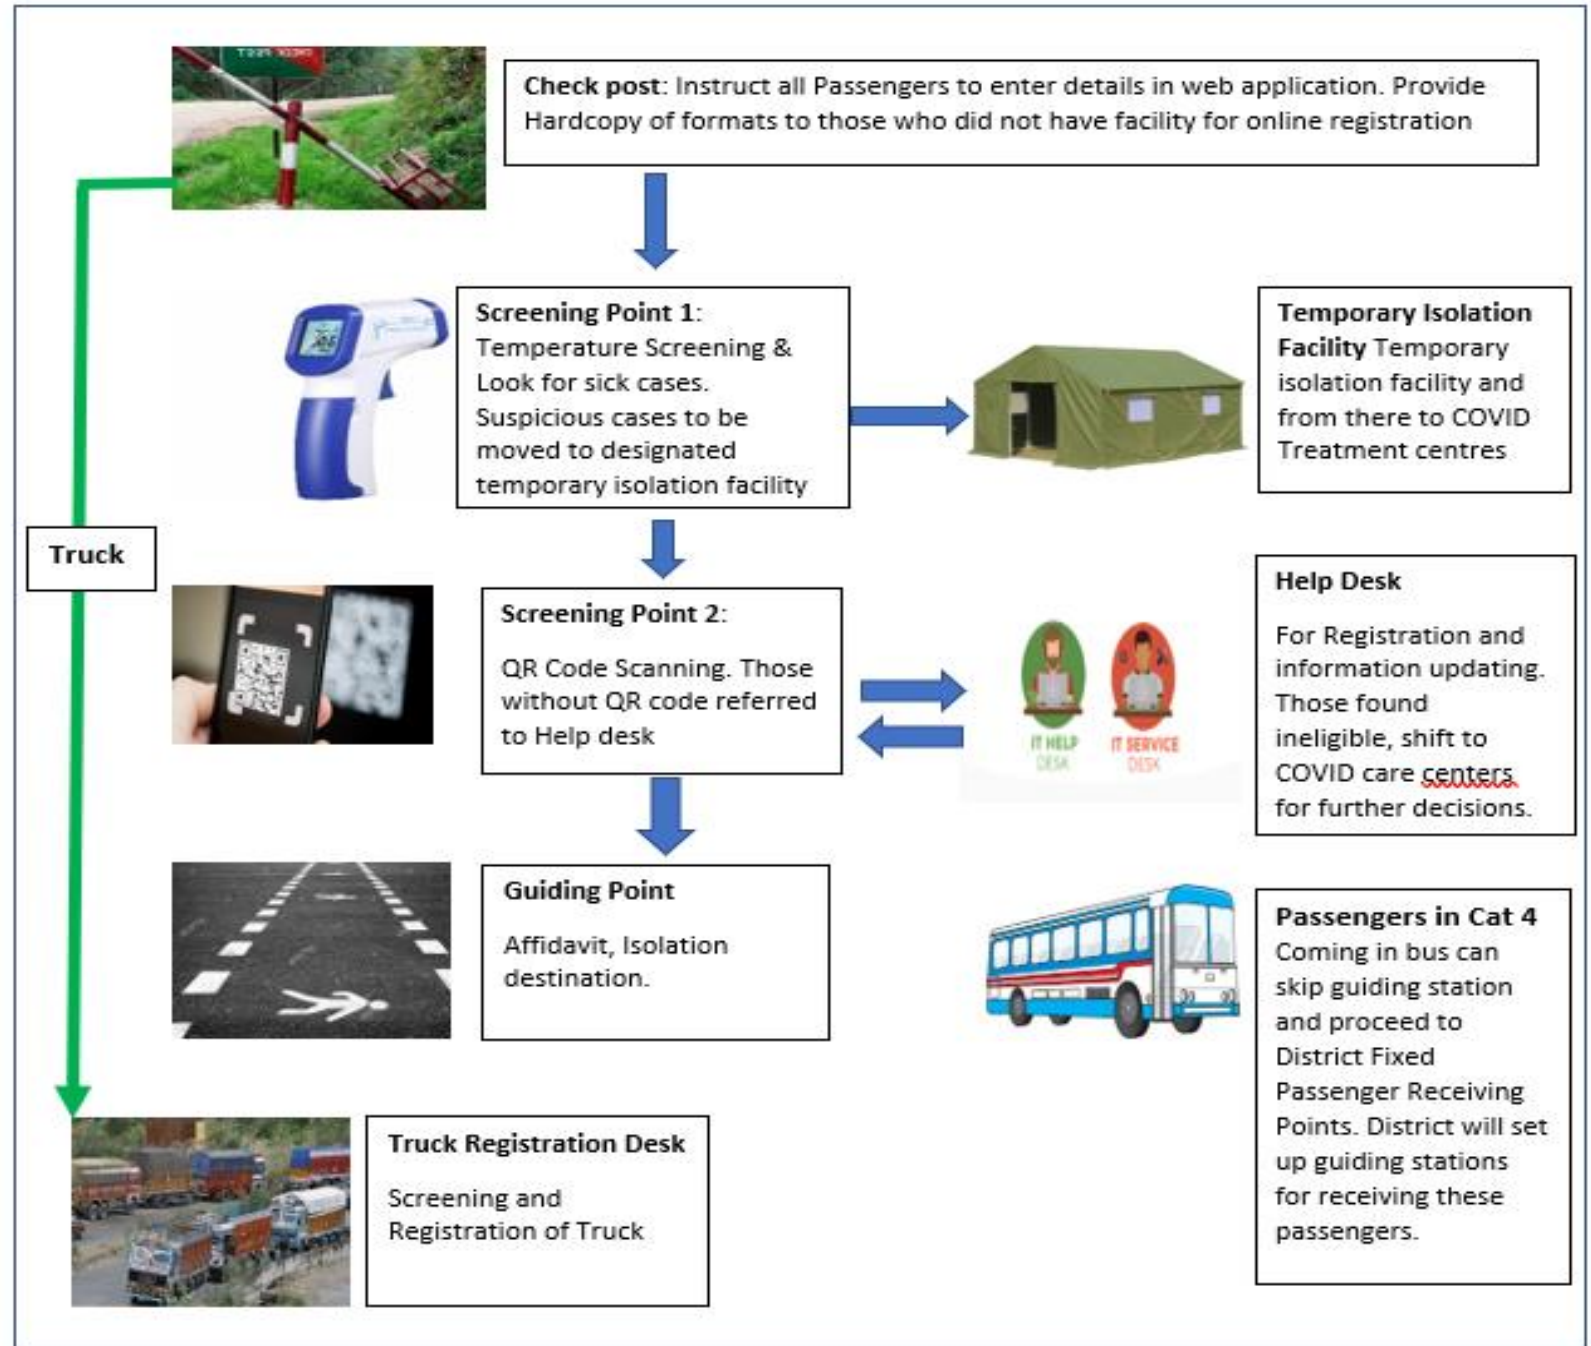 Check post: Instruct all Passengers to enter details in web application. Provide
Hardcopy of formats to those who did not have facility for online registration
Screening Point 1:
Temperature Screening &
Look for sick cases.
Suspicious cases to be
moved to designated
temporary isolation facility
Temporary Isolation
Facility Temporary
isolation facility and
from there to COVID
Treatment centres
Truck
Screening Point 2:
QR Code Scanning. Those
without QR code referred
to Help desk
IT HELP
DESK
IT SERVICE
DESK
Help Desk
For Registration and
information updating.
Those found
ineligible, shift to
COVID care centers
for further decisions.
Guiding Point
Affidavit, Isolation
destination.
Passengers in Cat 4
Coming in bus can
skip guiding station
and proceed to
District Fixed
Passenger Receiving
Points. District will set
up guiding stations
for receiving these
passengers.
Truck Registration Desk
Screening and
Registration of Truck